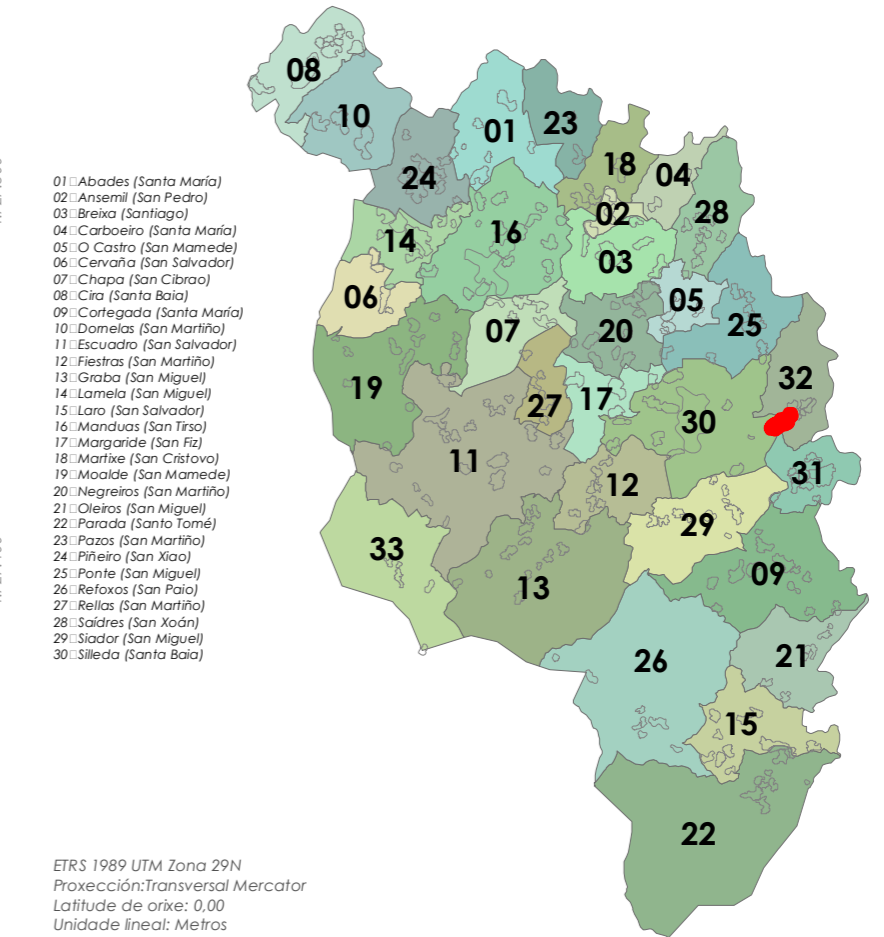 08
10
01
23
24
18
04
02
28
16
14
03
06
05
07
20
25
19
32
17
27
30
11
31
12
29
33
13
09
26
21
15
22
01 Abades (Santa María)
02 Ansemil (San Pedro)
03 Breixa (Santiago)
04 Carboeiro (Santa María)
05 O Castro (San Mamede)
06 Cervaña (San Salvador)
07 Chapa (San Cibrao)
08 Cira (Santa Baia)
09 Cortegada (Santa María)
10 Dornelas (San Martiño)
11 Escuadro (San Salvador)
12 Fiestras (San Martiño)
13 Graba (San Miguel)
14 Lamela (San Miguel)
15 Laro (San Salvador)
16 Manduas (San Tirso)
17 Margaride (San Fiz)
18 Martixe (San Cristovo)
19 Moalde (San Mamede)
20 Negreiros (San Martiño)
21 Oleiros (San Miguel)
22 Parada (Santo Tomé)
23 Pazos (San Martiño)
24 Piñeiro (San Xiao)
25 Ponte (San Miguel)
26 Refoxos (San Paio)
27 Rellas (San Martiño)
28 Saídres (San Xoán)
29 Siador (San Miguel)
30 Silleda (Santa Baia)
ETRS 1989 UTM Zona 29N
Proxección:Transversal Mercator
Latitude de orixe: 0,00
Unidade lineal: Metros